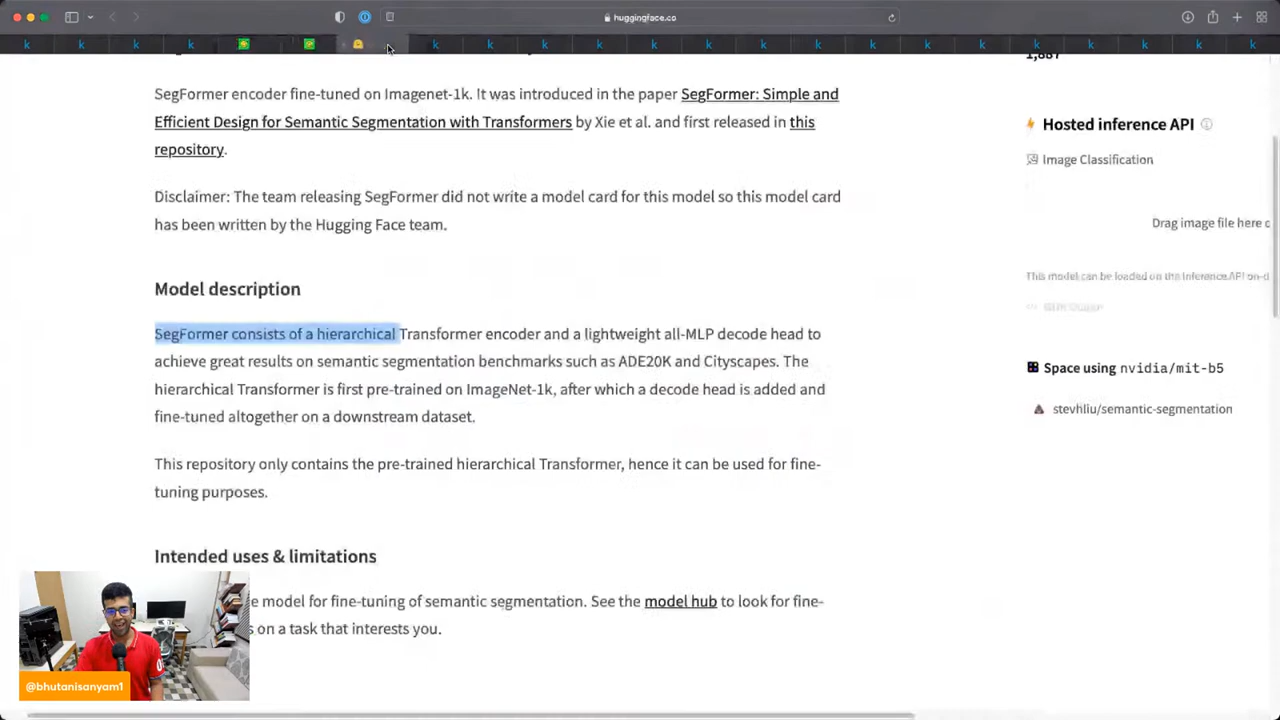 huggingface.co
SegFormer encoder fine-tuned on Imagenet-1k. It was introduced in the paper SegFormer: Simple and
Efficient Design for Semantic Segmentation with Transformers by Xie et al. and first released in this
repository.
Disclaimer: The team releasing SegFormer did not write a model card for this model so this model card
has been written by the Hugging Face team.
Model description
SegFormer consists of a hierarchical Transformer encoder and a lightweight all-MLP decode head to
achieve great results on semantic segmentation benchmarks such as ADE20K and Cityscapes. The
hierarchical Transformer is first pre-trained on ImageNet-1k, after which a decode head is added and
fine-tuned altogether on a downstream dataset.
This repository only contains the pre-trained hierarchical Transformer, hence it can be used for fine-
tuning purposes.
Intended uses & limitations
e model for fine-tuning of semantic segmentation. See the model hub to look for fine-
on a task that interests you.
Hosted inference API
Image Classification
Drag image file here
This model can be loaded on the Inference API on-d
Space using nvidia/mit-b5
stevhliu/semantic-segmentation
@bhutanisanyam1